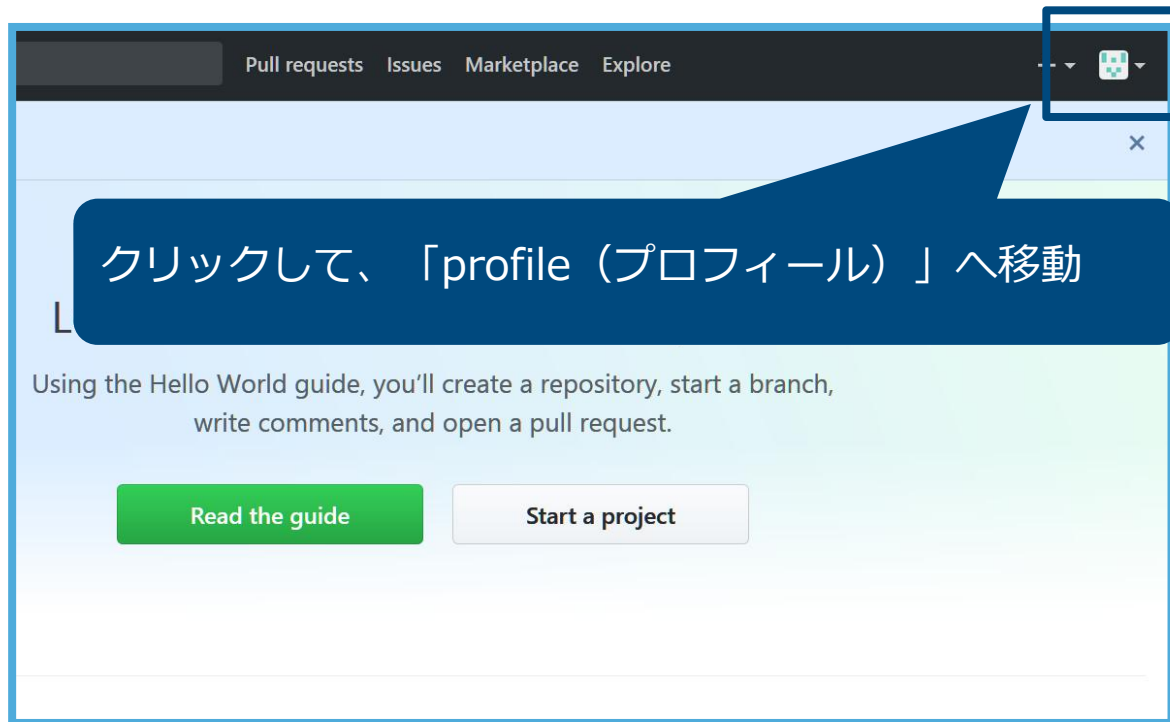 Pull requests Issues Marketplace Explore
クリックして、「profile（プロフィール）」へ移動
L
Using the Hello World guide, you’ll create a repository, start a branch,
write comments, and open a pull request.
Read the guide Start a project